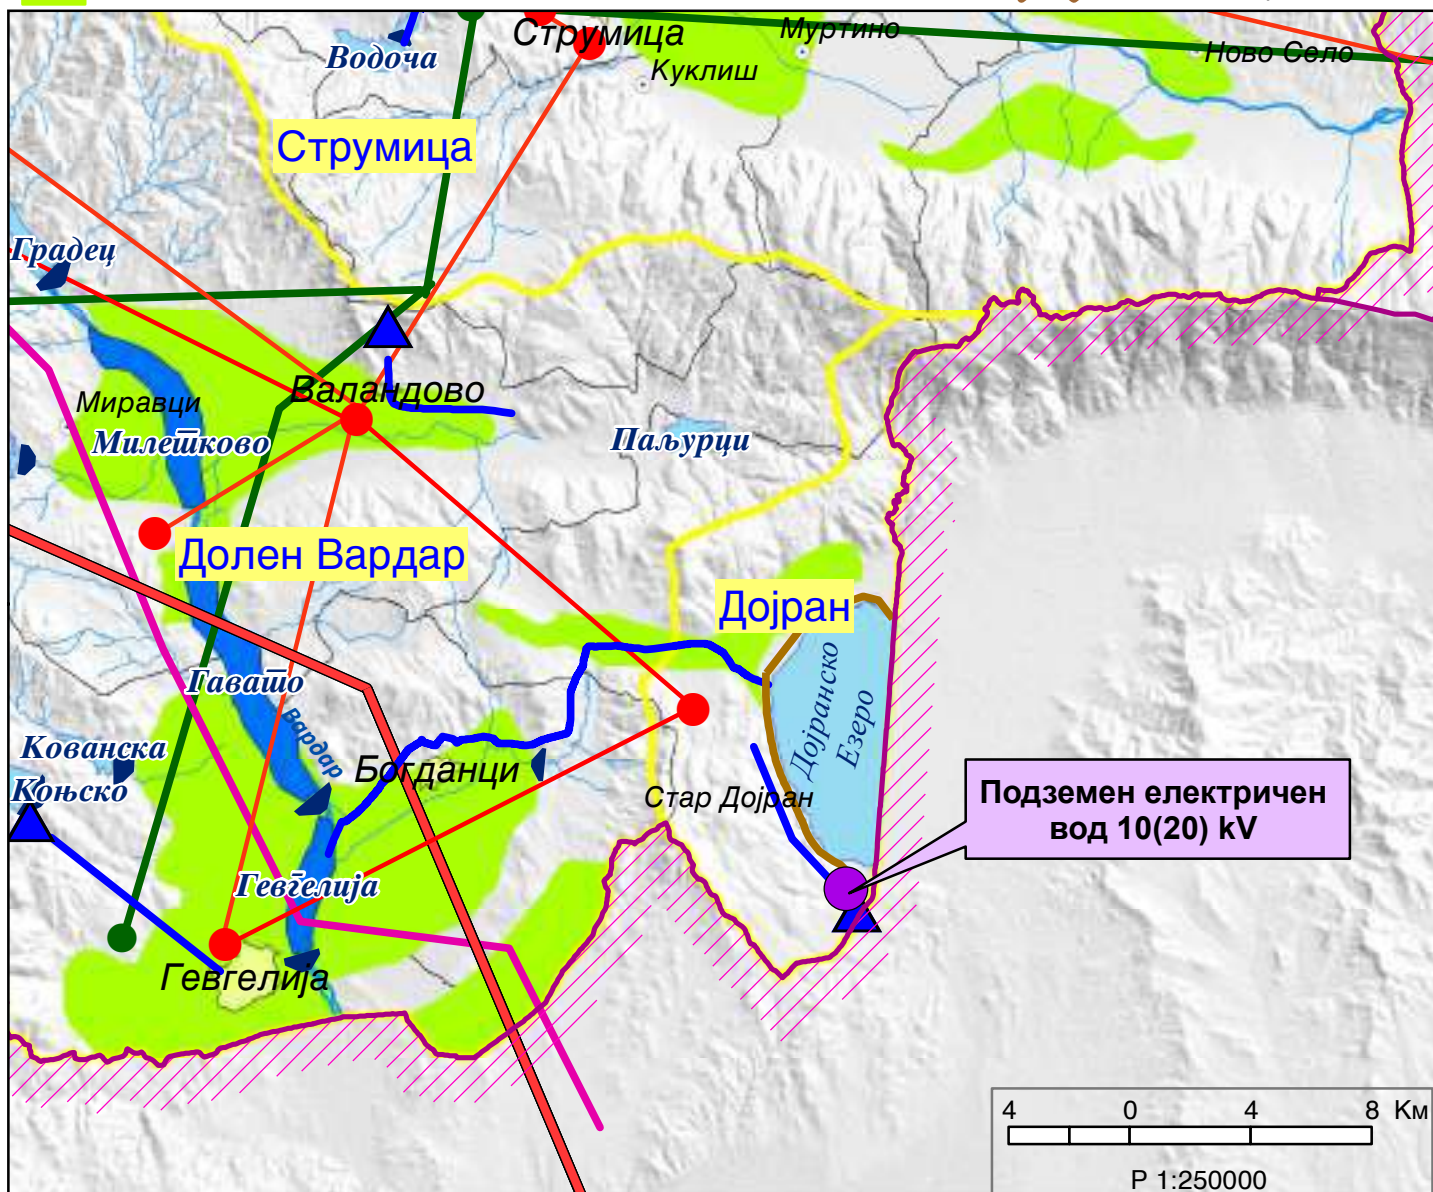 Струмица
Муртино
Водоча
Куклиш
Ново Село
Струмица
Градец
Валандово
Миравци
Милешково
Паљурци
Долен Вардар
Дојран
Гавато
Вардар
Дојранско
Езеро
Кованска
Коњско
Богданци
Стар Дојран
Подземен електричен
вод 10(20) kV
Гевгелија
Гевгелија
4 0 4 8 Км
Р 1:250000